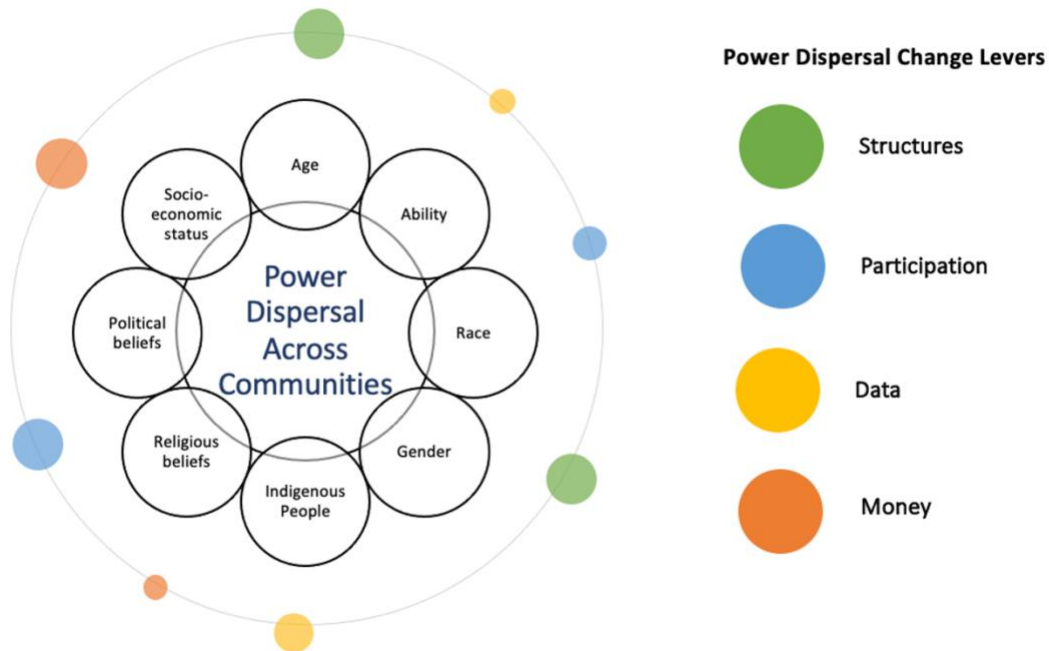 Power Dispersal Change Levers
Structures
Participation
Data
Money
Age
Ability
Race
Gender
Indigenous
People
Religious
beliefs
Political
beliefs
Socio-
economic
status
Power
Dispersal
Across
Communities